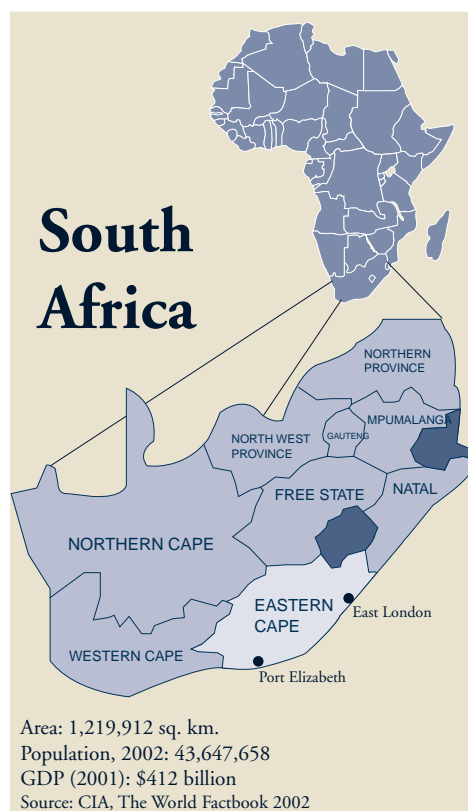 South
Africa
NORTHERN
PROVINCE
MPUMALANGA
GAUTENG
NORTH WEST
PROVINCE
FREE STATE
NATAL
NORTHERN CAPE
EASTERN
CAPE
East London
WESTERN CAPE
Port Elizabeth
Area: 1,219,912 sq. km.
Population, 2002: 43,647,658
GDP (2001): $412 billion
Source: CIA, The World Factbook 2002